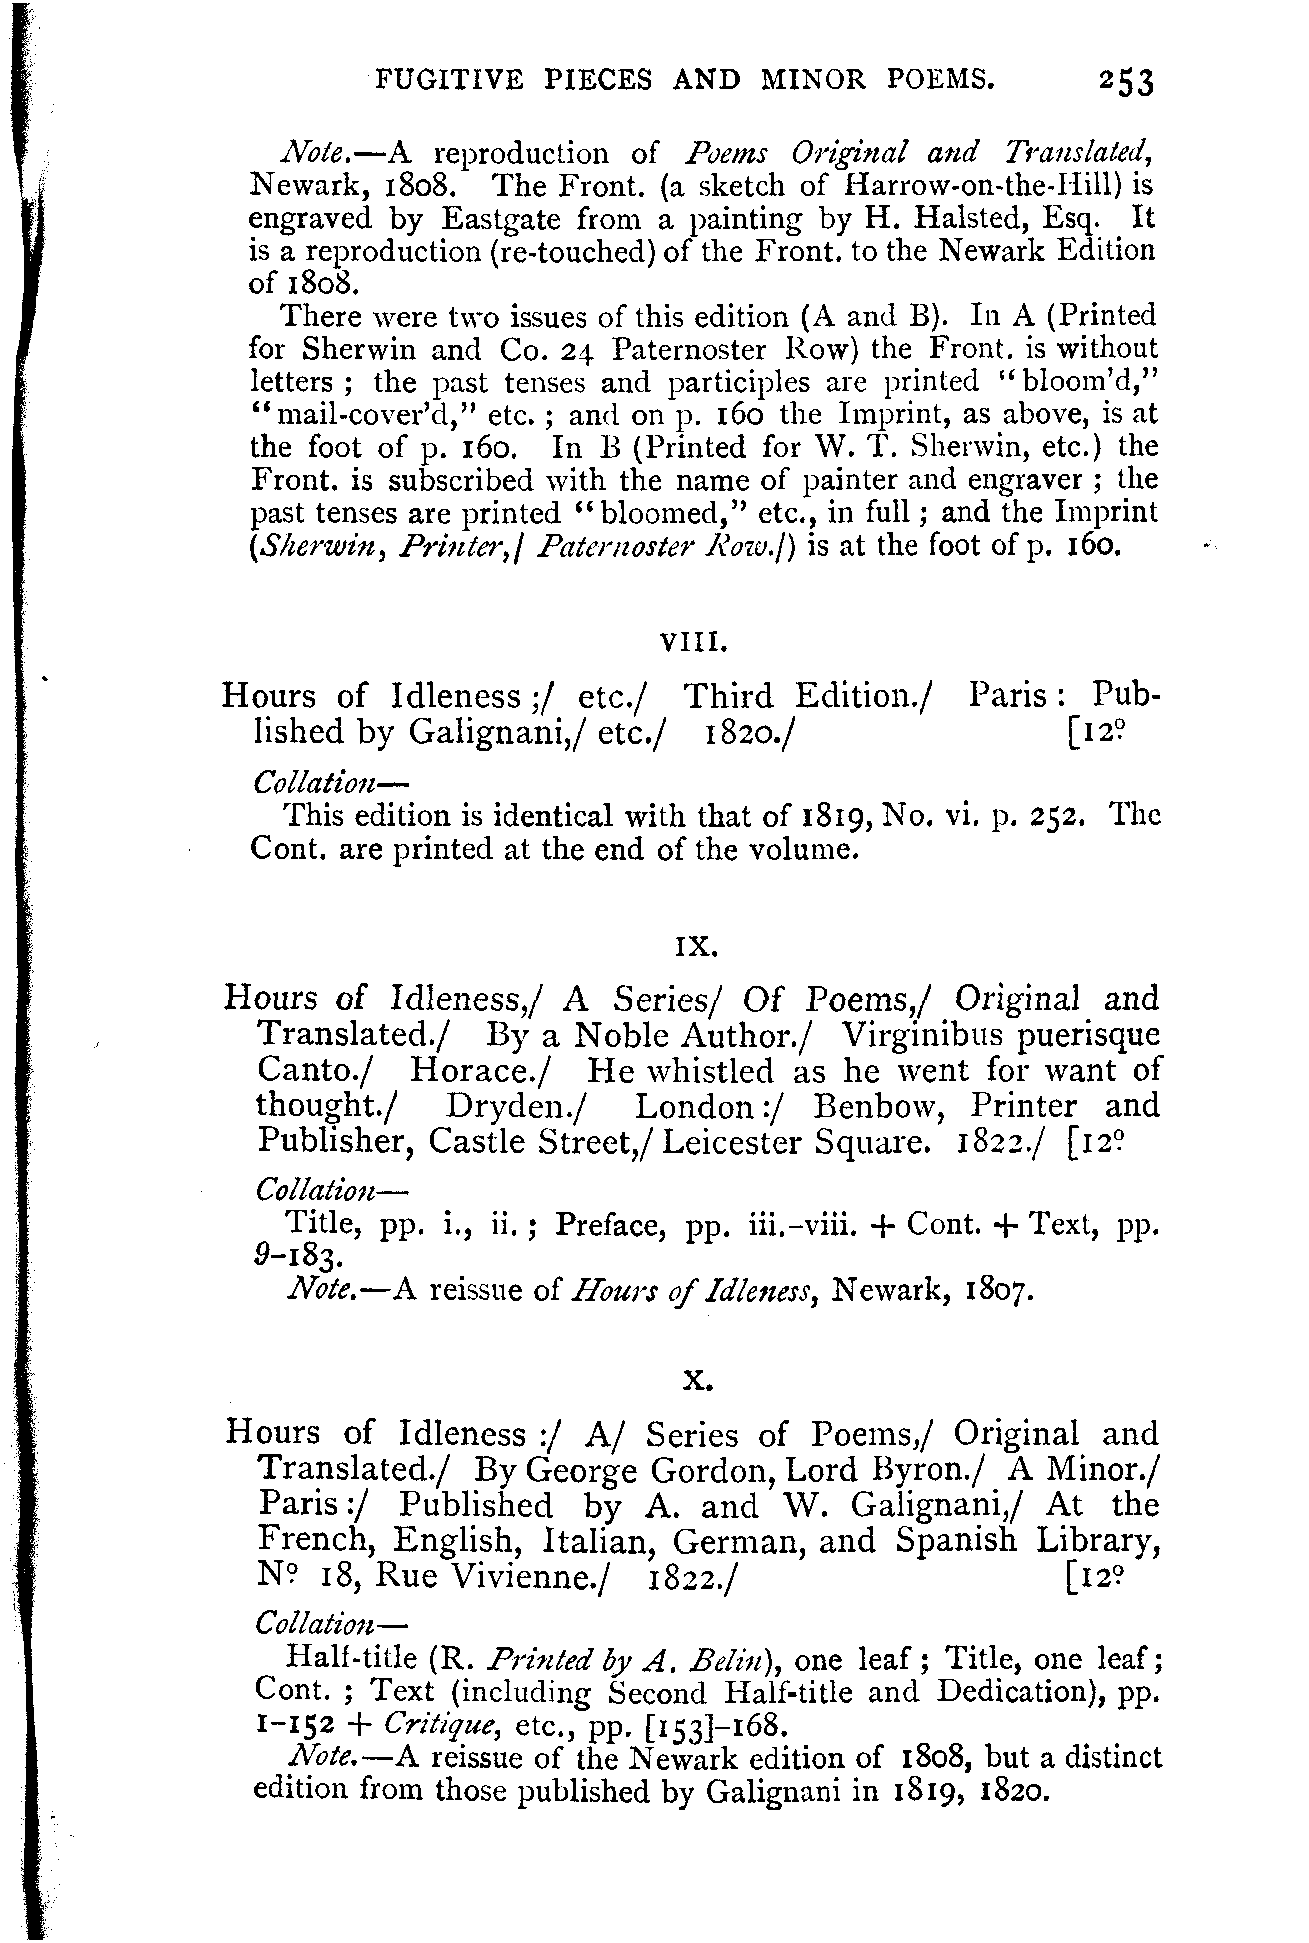 FUGITIVE PIECES AND MINOR POEMS. 253
Note.—A reproduction of Poems Original and Translated,
Newark, 1808. The Front. (a sketch of Harrow-on-the-Hill) is
engraved by Eastgate from a painting by H. Halsted, Esq. It
is a reproduction (re-touched) of the Front. to the Newark Edition
of 1808.
There were two issues of this edition (A and B). In A (Printed
for Sherwin and Co. 24 Paternoster Row) the Front. is without
letters ; the past tenses and participles are printed “bloom’d,”
“mail-cover’d,” etc. ; and on p. 160 the Imprint, as above, is at
the foot of p. 160. In B (Printed for W. T. Sherwin, etc.) the
Front. is subscribed with the name of painter and engraver ; the
past tenses are printed “bloomed,” etc., in full ; and the Imprint
(Sherwin, Printer,/ Paternoster Row./) is at the foot of p. 160.
VIII.
Hours of Idleness ;/ etc./ Third Edition./ Paris : Pub-
lished by Galignani,/ etc./ 1820./ [12º
Collation—
This edition is identical with that of 1819, No. vi. p. 252. The
Cont. are printed at the end of the volume.
IX.
Hours of Idleness,/ A Series/ Of Poems,/ Original and
Translated./ By a Noble Author./ Virginibus puerisque
Canto./ Horace./ He whistled as he went for want of
thought./ Dryden./ London :/ Benbow, Printer and
Publisher, Castle Street,/ Leicester Square. 1822./ [12º
Collation—
Title, pp. i., ii. ; Preface, pp. iii.-viii. + Cont. + Text, pp.
9-183.
Note.—A reissue of Hours of Idleness, Newark, 1807.
X.
Hours of Idleness :/ A/ Series of Poems,/ Original and
Translated./ By George Gordon, Lord Byron./ A Minor./
Paris :/ Published by A. and W. Galignani,/ At the
French, English, Italian, German, and Spanish Library,
Nº 18, Rue Vivienne./ 1822./ [12º
Collation—
Half-title (R. Printed by A. Belin), one leaf ; Title, one leaf ;
Cont. ; Text (including Second Half-title and Dedication), pp.
1-152 + Critique, etc., pp. [153]-168.
Note.—A reissue of the Newark edition of 1808, but a distinct
edition from those published by Galignani in 1819, 1820.